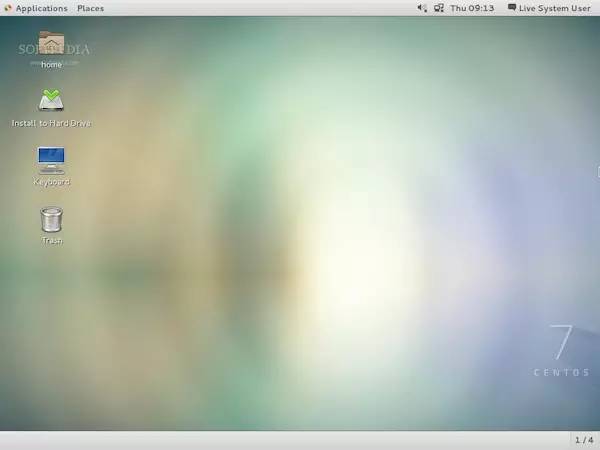 Applications Places Thu 09:13 Live System User
SOFTPEDIA
home
Install to Hard Drive
Keyboard
Trash
7
CENTOS
1 / 4